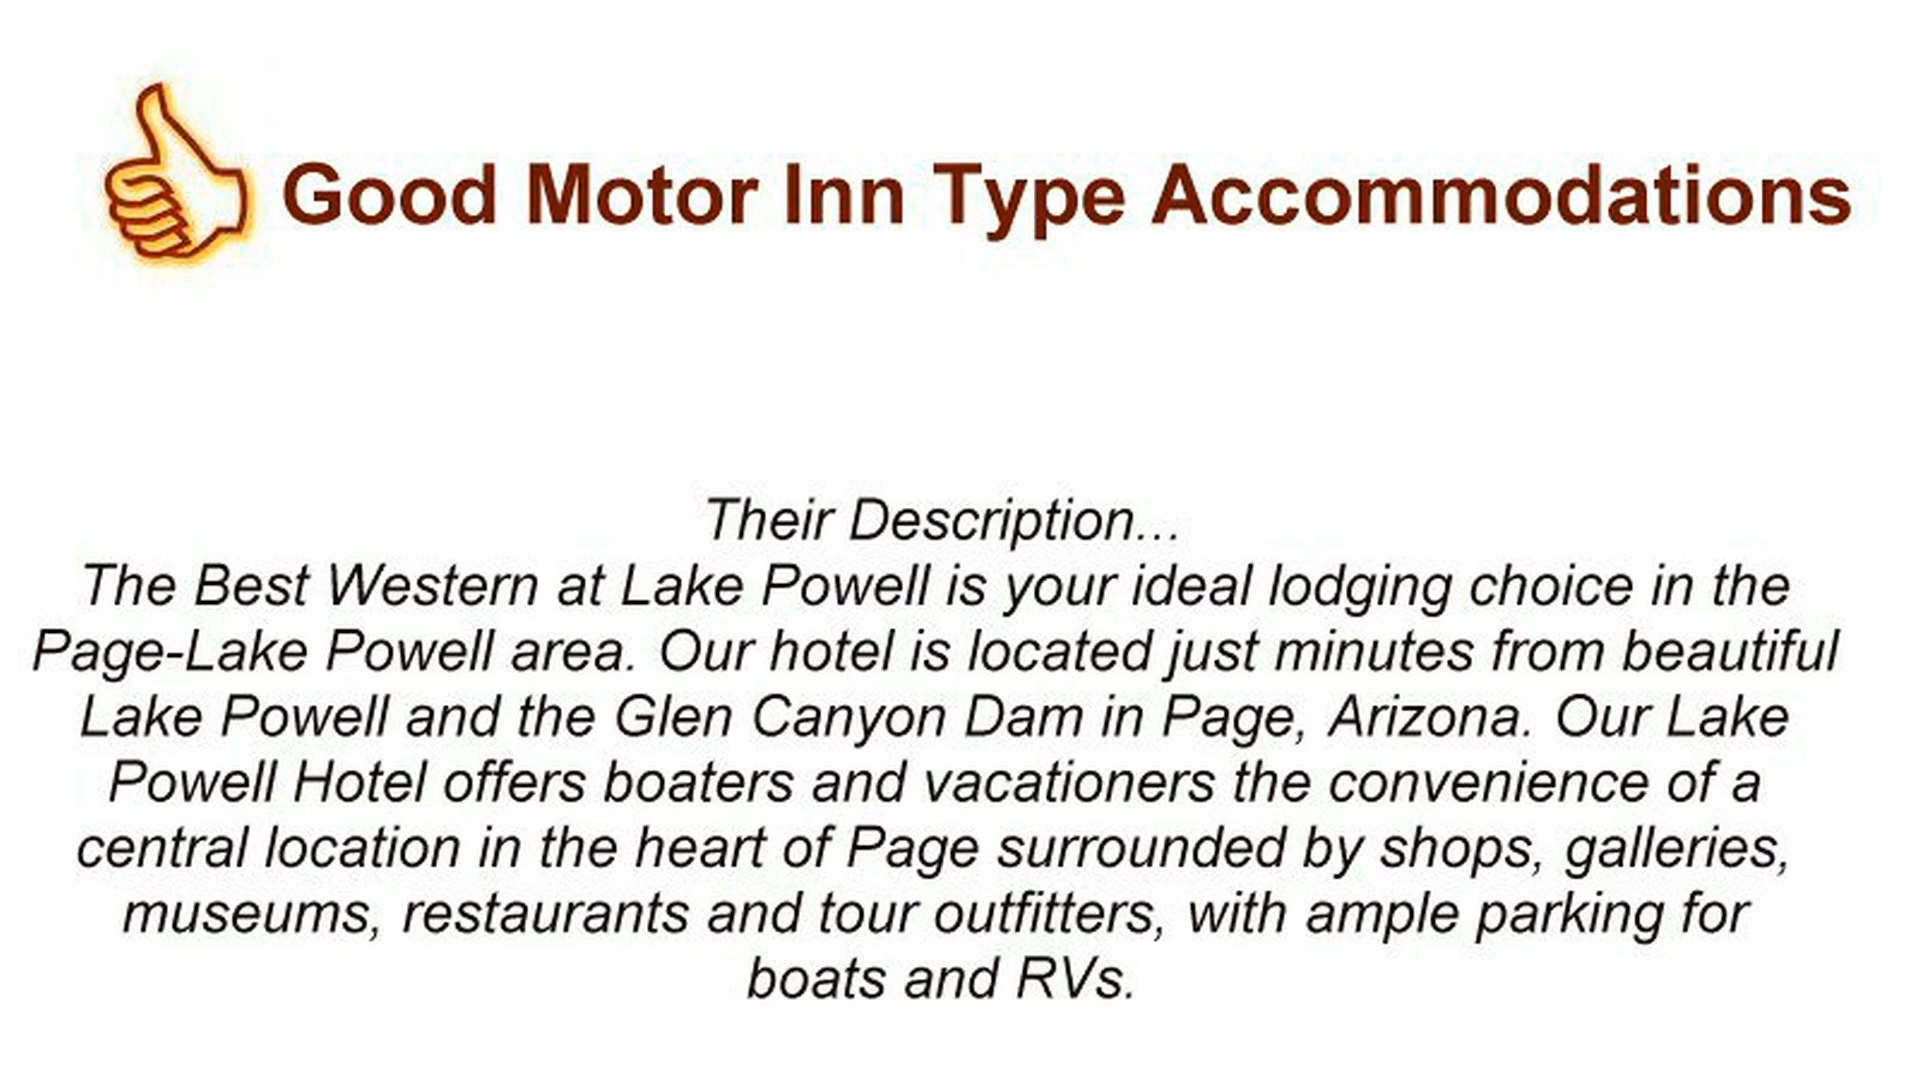 Good Motor Inn Type Accommodations
Their Description...
The Best Western at Lake Powell is your ideal lodging choice in the
Page-Lake Powell area. Our hotel is located just minutes from beautiful
Lake Powell and the Glen Canyon Dam in Page, Arizona. Our Lake
Powell Hotel offers boaters and vacationers the convenience of a
central location in the heart of Page surrounded by shops, galleries,
museums, restaurants and tour outfitters, with ample parking for
boats and RVs.